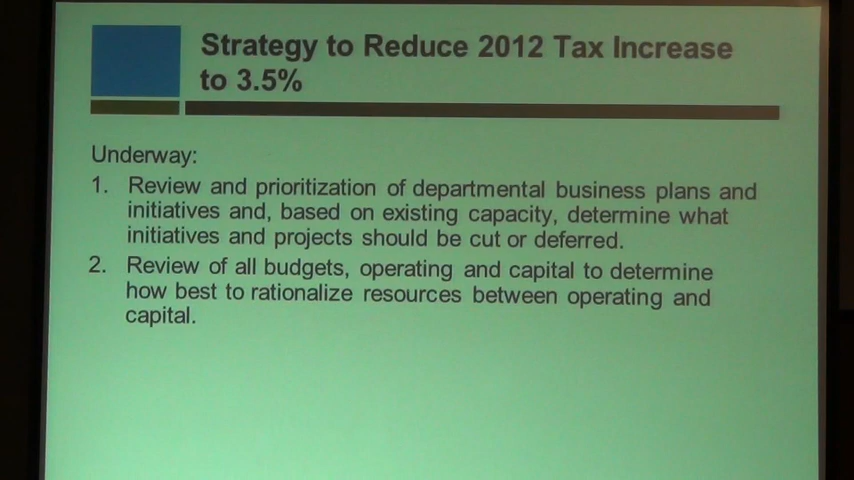 Strategy to Reduce 2012 Tax Increase
to 3.5%
Underway:
1. Review and prioritization of departmental business plans and
initiatives and, based on existing capacity, determine what
initiatives and projects should be cut or deferred.
2. Review of all budgets, operating and capital to determine
how best to rationalize resources between operating and
capital.